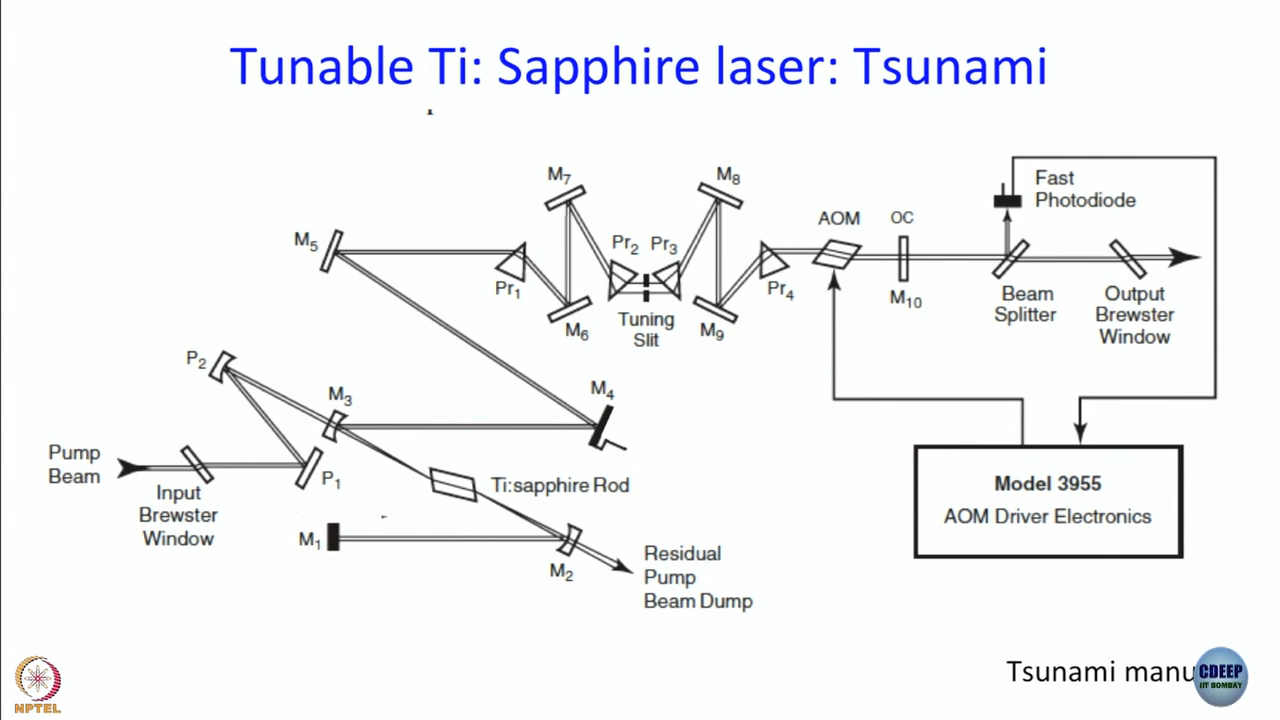 Tunable Ti: Sapphire laser: Tsunami
M7
M8
Fast
Photodiode
AOM
OC
M5
Pr2
Pr3
Pr1
Pr4
M10
Beam
Splitter
Output
Brewster
Window
M6
Tuning
Slit
M9
P2
M3
M4
Pump
Beam
P1
Input
Brewster
Window
Ti:sapphire Rod
Model 3955
AOM Driver Electronics
M1
M2
Residual
Pump
Beam Dump
Tsunami manu
CDEEP
IIT BOMBAY
NPTEL